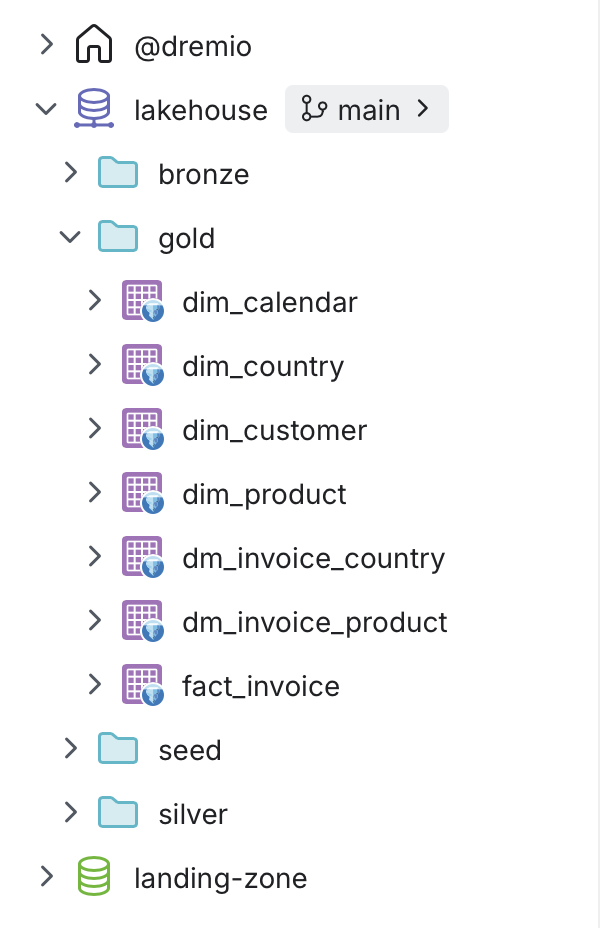 @dremio
lakehouse main
bronze
gold
dim_calendar
dim_country
dim_customer
dim_product
dm_invoice_country
dm_invoice_product
fact_invoice
seed
silver
landing-zone